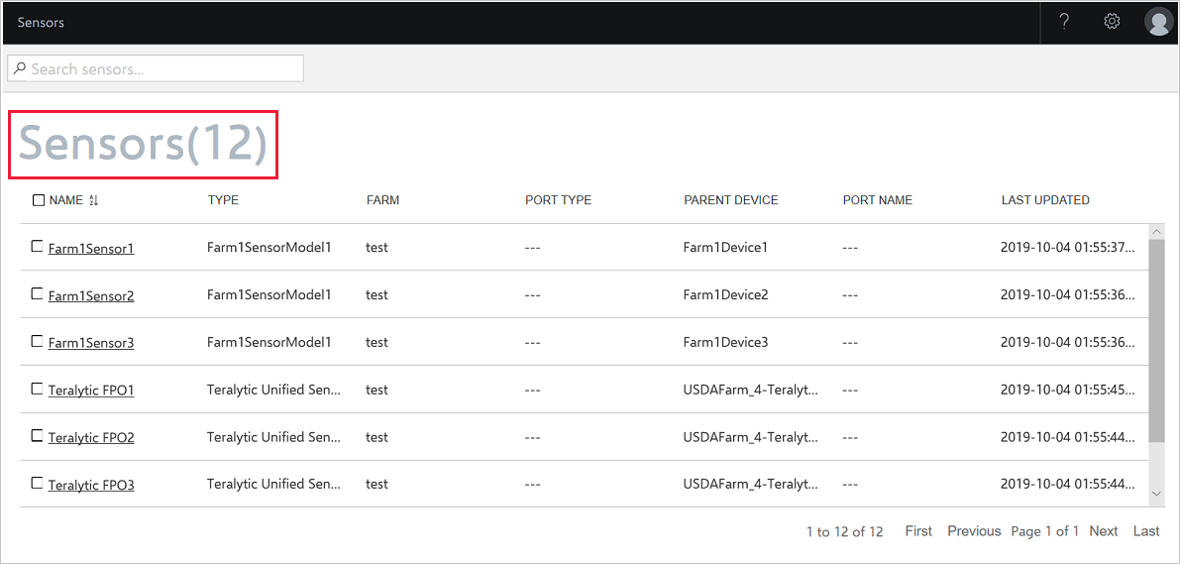 Sensors
?
Search sensors...
Sensors(12)
NAME TYPE FARM PORT TYPE PARENT DEVICE PORT NAME LAST UPDATED
Farm1Sensor1 Farm1SensorModel1 test --- Farm1Device1 --- 2019-10-04 01:55:37...
Farm1Sensor2 Farm1SensorModel1 test --- Farm1Device2 --- 2019-10-04 01:55:36...
Farm1Sensor3 Farm1SensorModel1 test --- Farm1Device3 --- 2019-10-04 01:55:36...
Teralytic FPO1 Teralytic Unified Sen... test --- USDAFarm_4-Teralyt... --- 2019-10-04 01:55:45...
Teralytic FPO2 Teralytic Unified Sen... test --- USDAFarm_4-Teralyt... --- 2019-10-04 01:55:44...
Teralytic FPO3 Teralytic Unified Sen... test --- USDAFarm_4-Teralyt... --- 2019-10-04 01:55:44...
1 to 12 of 12 First Previous Page 1 of 1 Next Last